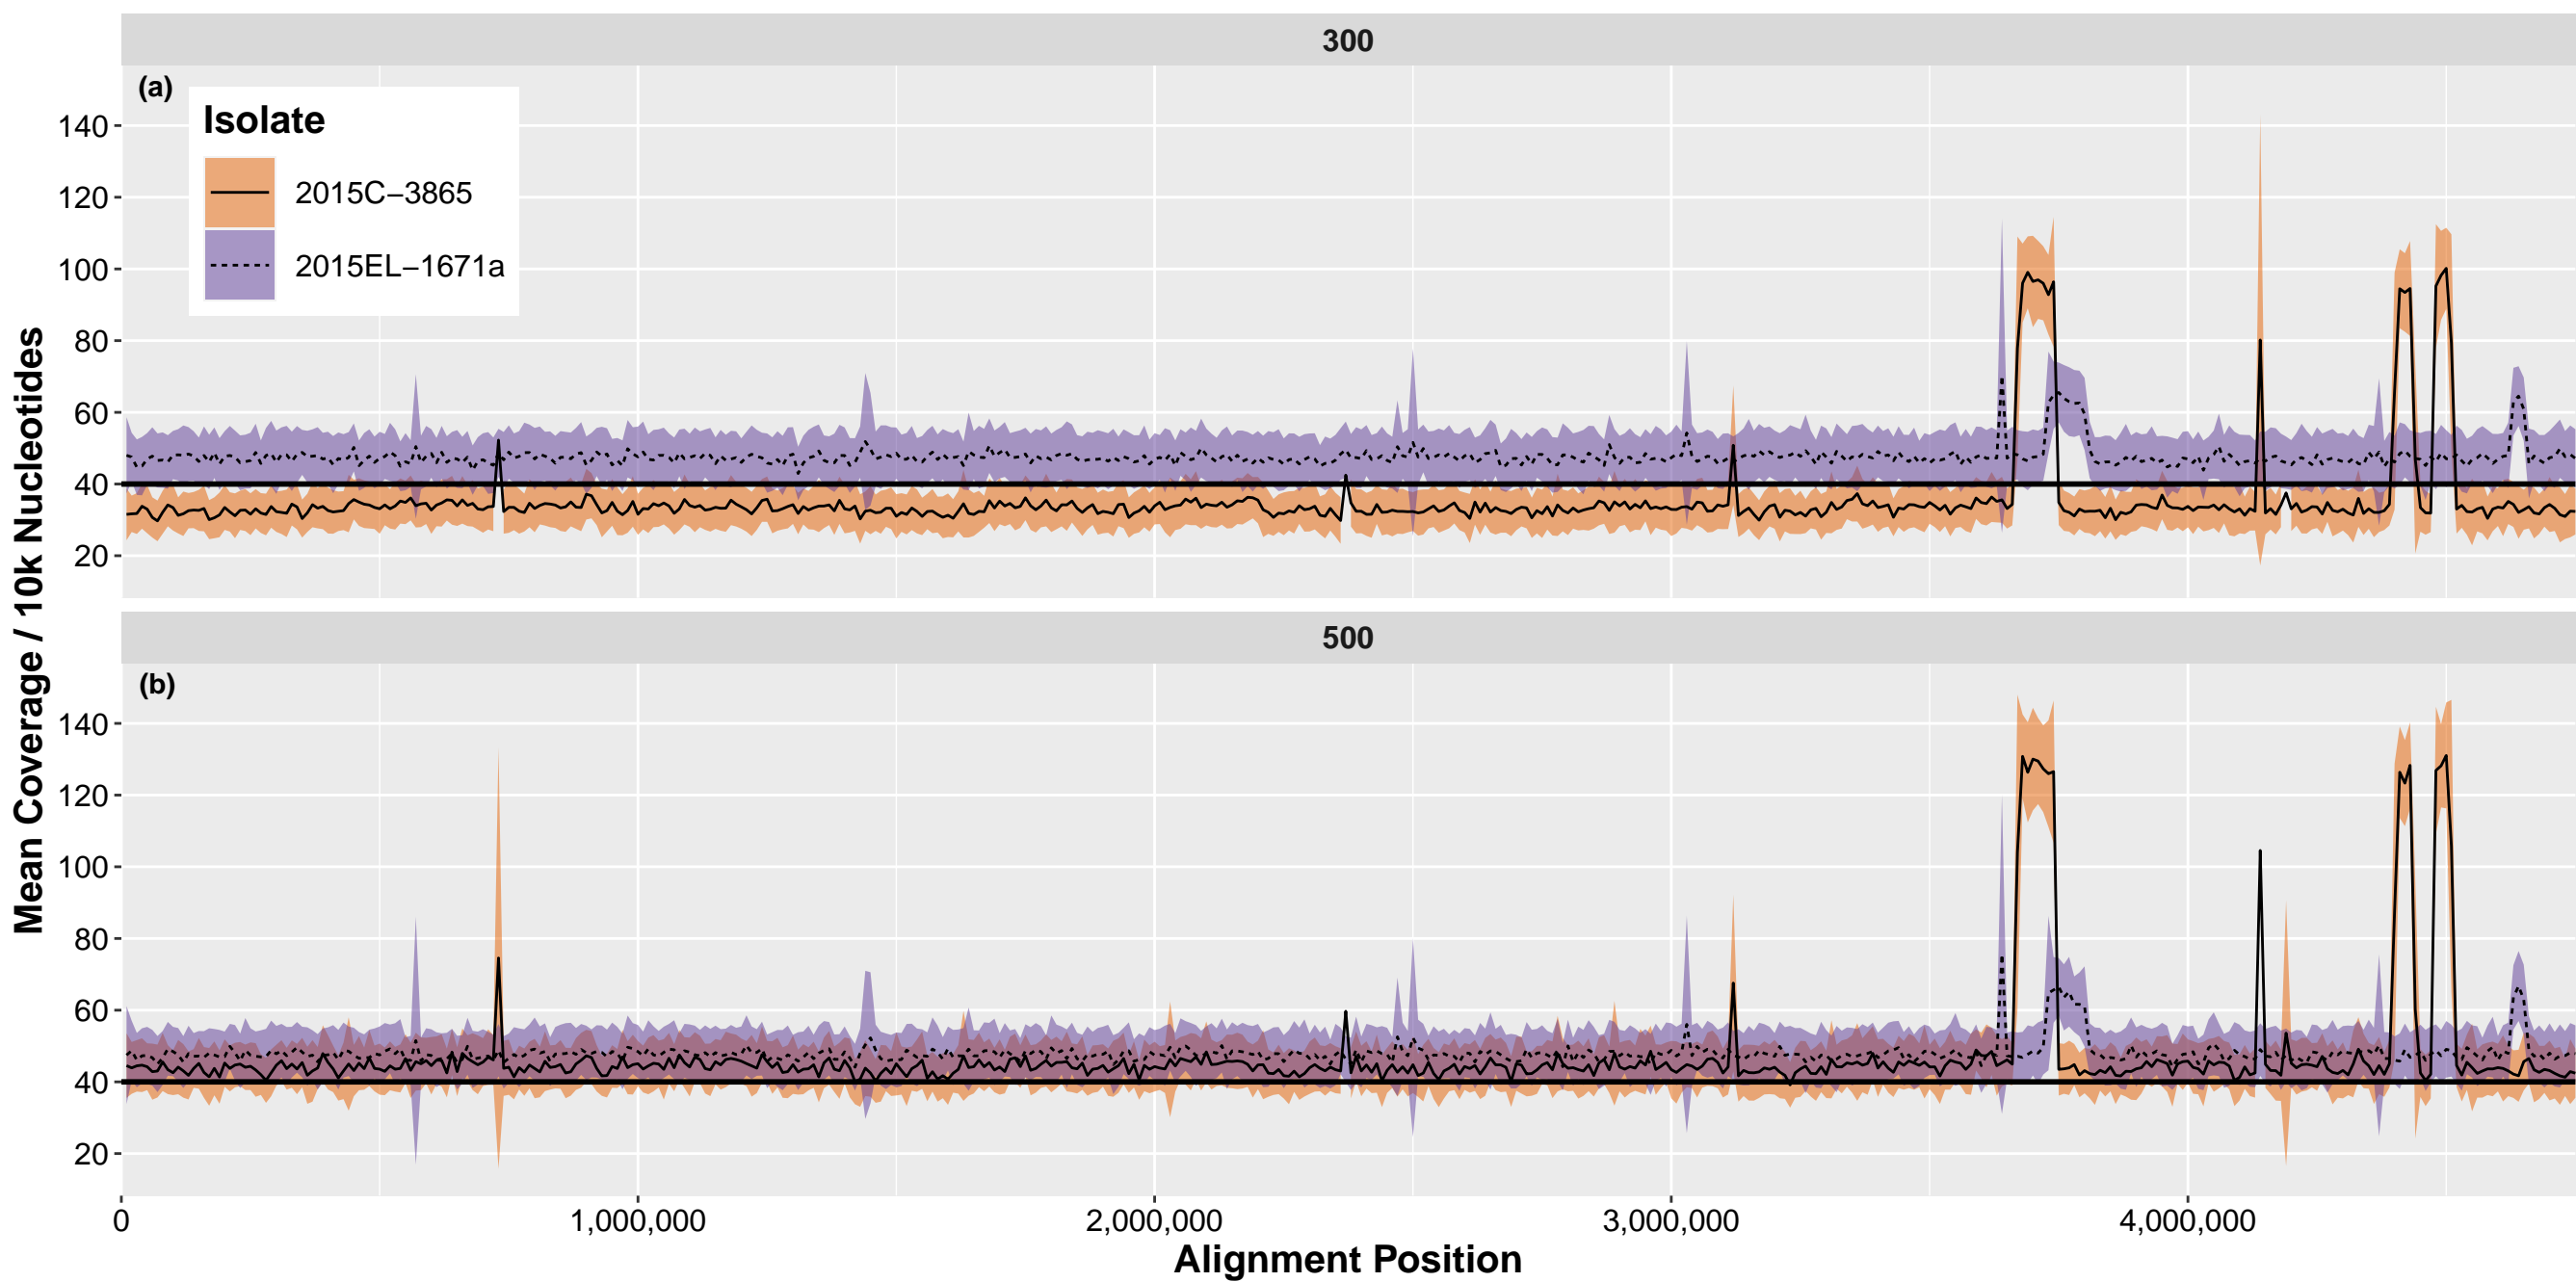 300
(a)
Isolate
2015C−3865
2015EL−1671a
140
120
100
80
60
40
20
Mean Coverage / 10k Nucleotides
500
(b)
140
120
100
80
60
40
20
0 1,000,000 2,000,000 3,000,000 4,000,000
Alignment Position